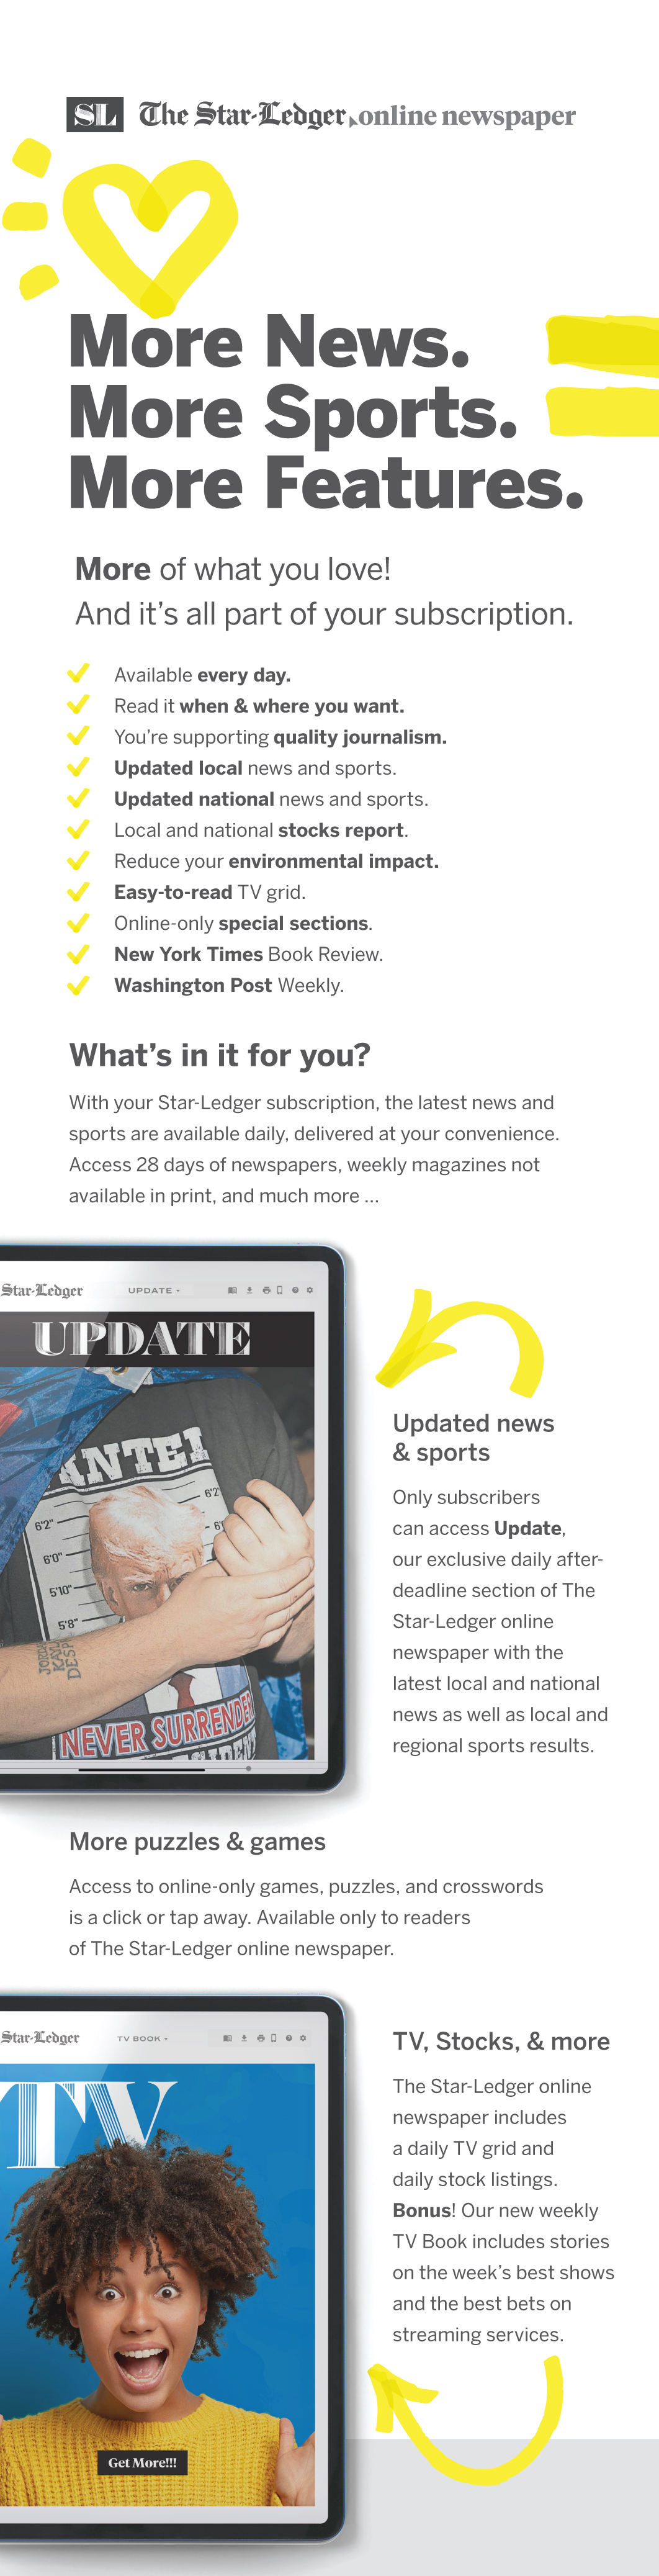 SL The Star-Ledger online newspaper
More News.
More Sports.
More Features.
More of what you love!
And it's all part of your subscription.
Available every day.
Read it when & where you want.
You're supporting quality journalism.
Updated local news and sports.
Updated national news and sports.
Local and national stocks report.
Reduce your environmental impact.
Easy-to-read TV grid.
Online-only special sections.
New York Times Book Review.
Washington Post Weekly.
What's in it for you?
With your Star-Ledger subscription, the latest news and
sports are available daily, delivered at your convenience.
Access 28 days of newspapers, weekly magazines not
available in print, and much more ...
Star-Ledger UPDATE
UPDATE
ANTE
6'2"
6'2"
6'0"
5'10"
5'8"
NEVER SURRENDER
Updated news
& sports
Only subscribers
can access Update,
our exclusive daily after-
deadline section of The
Star-Ledger online
newspaper with the
latest local and national
news as well as local and
regional sports results.
More puzzles & games
Access to online-only games, puzzles, and crosswords
is a click or tap away. Available only to readers
of The Star-Ledger online newspaper.
Star-Ledger TV BOOK
TV
Get More!!!
TV, Stocks, & more
The Star-Ledger online
newspaper includes
a daily TV grid and
daily stock listings.
Bonus! Our new weekly
TV Book includes stories
on the week's best shows
and the best bets on
streaming services.